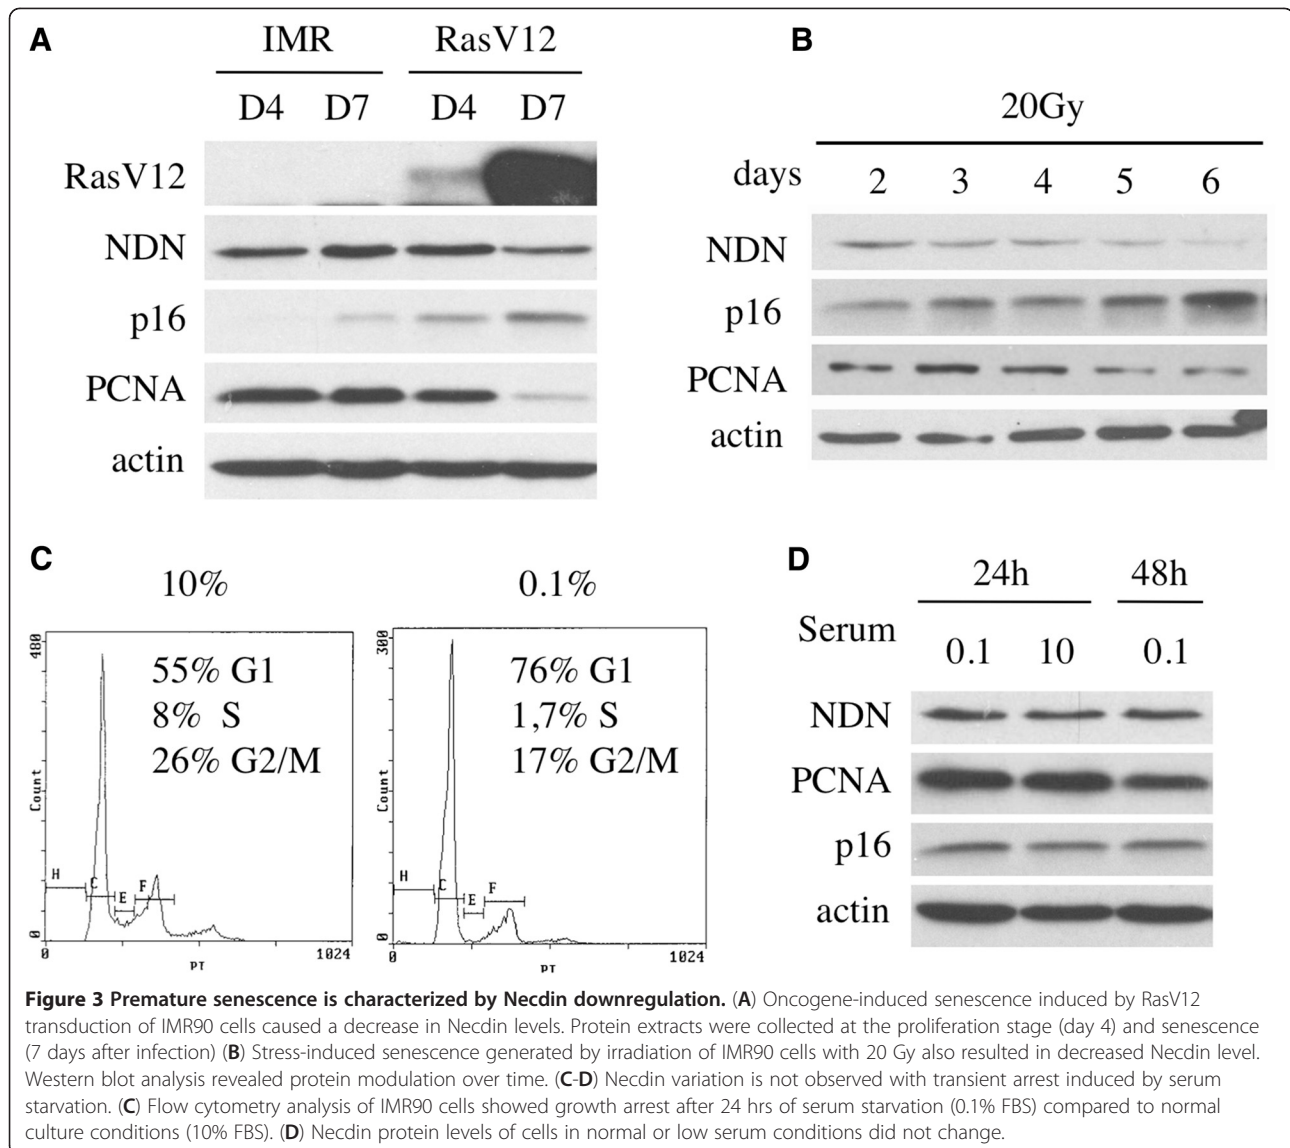 A
IMR RasV12
D4 D7 D4 D7
RasV12
NDN
p16
PCNA
actin
B
20Gy
days 2 3 4 5 6
NDN
p16
PCNA
actin
C
10%
480
55% G1
8% S
26% G2/M
Count
H C E F
0
0 1024
PI
0.1%
300
76% G1
1,7% S
17% G2/M
Count
H C E F
0
0 1024
PI
D
24h 48h
Serum
0.1 10 0.1
NDN
PCNA
p16
actin
Figure 3 Premature senescence is characterized by Necdin downregulation. (A) Oncogene-induced senescence induced by RasV12
transduction of IMR90 cells caused a decrease in Necdin levels. Protein extracts were collected at the proliferation stage (day 4) and senescence
(7 days after infection) (B) Stress-induced senescence generated by irradiation of IMR90 cells with 20 Gy also resulted in decreased Necdin level.
Western blot analysis revealed protein modulation over time. (C-D) Necdin variation is not observed with transient arrest induced by serum
starvation. (C) Flow cytometry analysis of IMR90 cells showed growth arrest after 24 hrs of serum starvation (0.1% FBS) compared to normal
culture conditions (10% FBS). (D) Necdin protein levels of cells in normal or low serum conditions did not change.